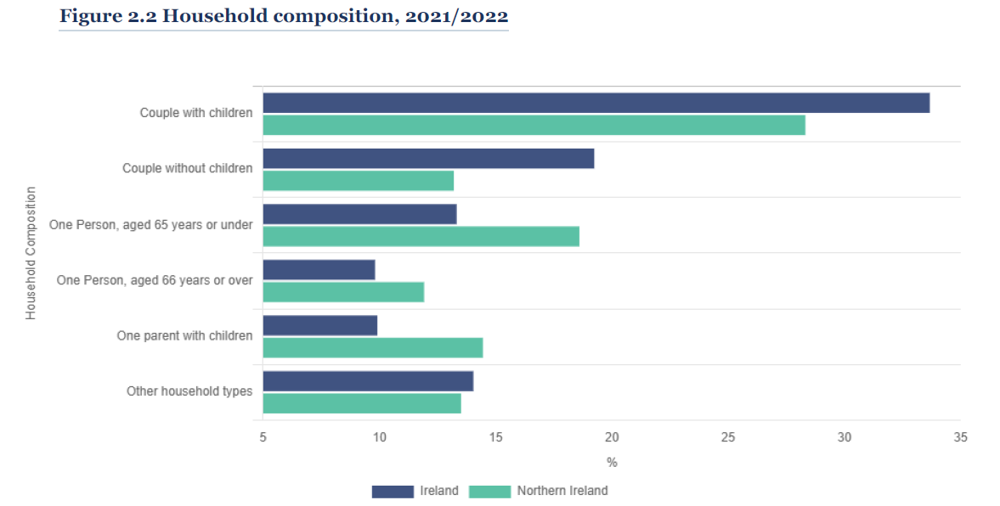 Figure 2.2 Household composition, 2021/2022
Household Composition
Couple with children
Couple without children
One Person, aged 65 years or under
One Person, aged 66 years or over
One parent with children
Other household types
5 10 15 20 25 30 35
%
Ireland Northern Ireland